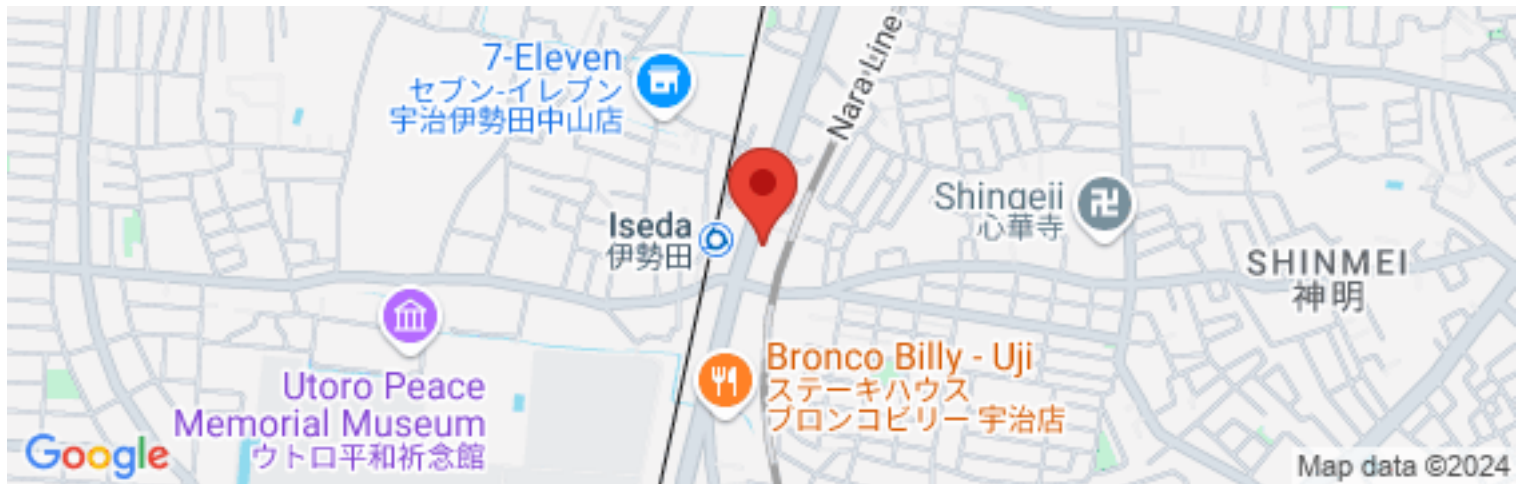 7-Eleven
セブン-イレブン
宇治伊勢田中山店
Nara Line
Iseda
伊勢田
Shingeji
心華寺
SHINMEI
神明
Utoro Peace
Memorial Museum
ウトロ平和祈念館
Bronco Billy - Uji
ステーキハウス
ブロンコビリー 宇治店
Google
Map data ©2024